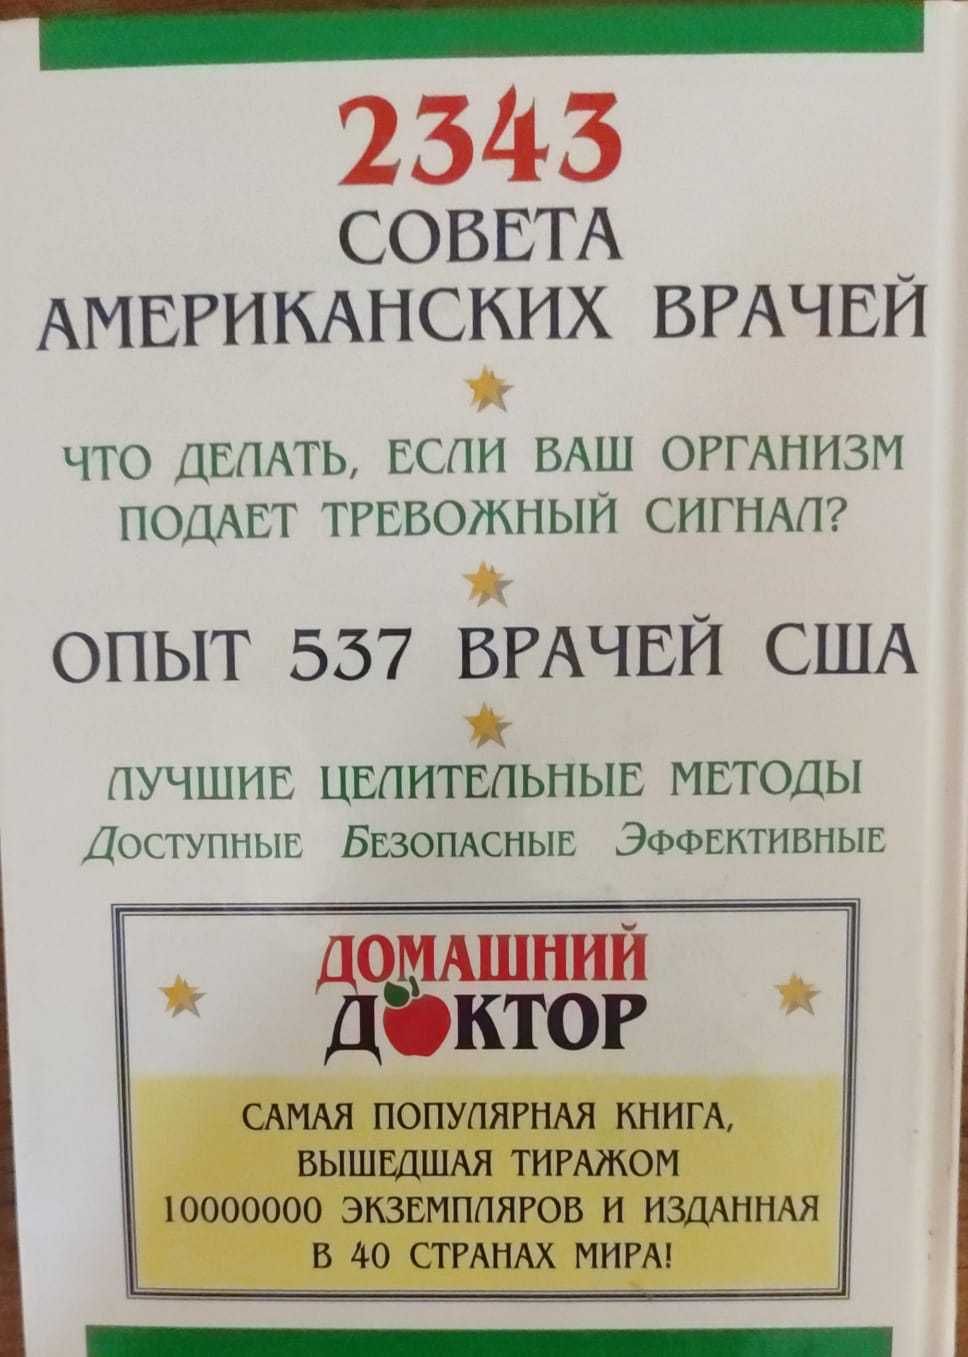 2343
СОВЕТА
АМЕРИКАНСКИХ ВРАЧЕЙ
ЧТО ДЕЛАТЬ, ЕСЛИ ВАШ ОРГАНИЗМ
ПОДАЕТ ТРЕВОЖНЫЙ СИГНАЛ?
ОПЫТ 537 ВРАЧЕЙ США
ЛУЧШИЕ ЦЕЛИТЕЛЬНЫЕ МЕТОДЫ
ДОСТУПНЫЕ БЕЗОПАСНЫЕ ЭФФЕКТИВНЫЕ
ДОМАШНИЙ
ДОКТОР
САМАЯ ПОПУЛЯРНАЯ КНИГА,
ВЫШЕДШАЯ ТИРАЖОМ
10000000 ЭКЗЕМПЛЯРОВ И ИЗДАННАЯ
В 40 СТРАНАХ МИРА!